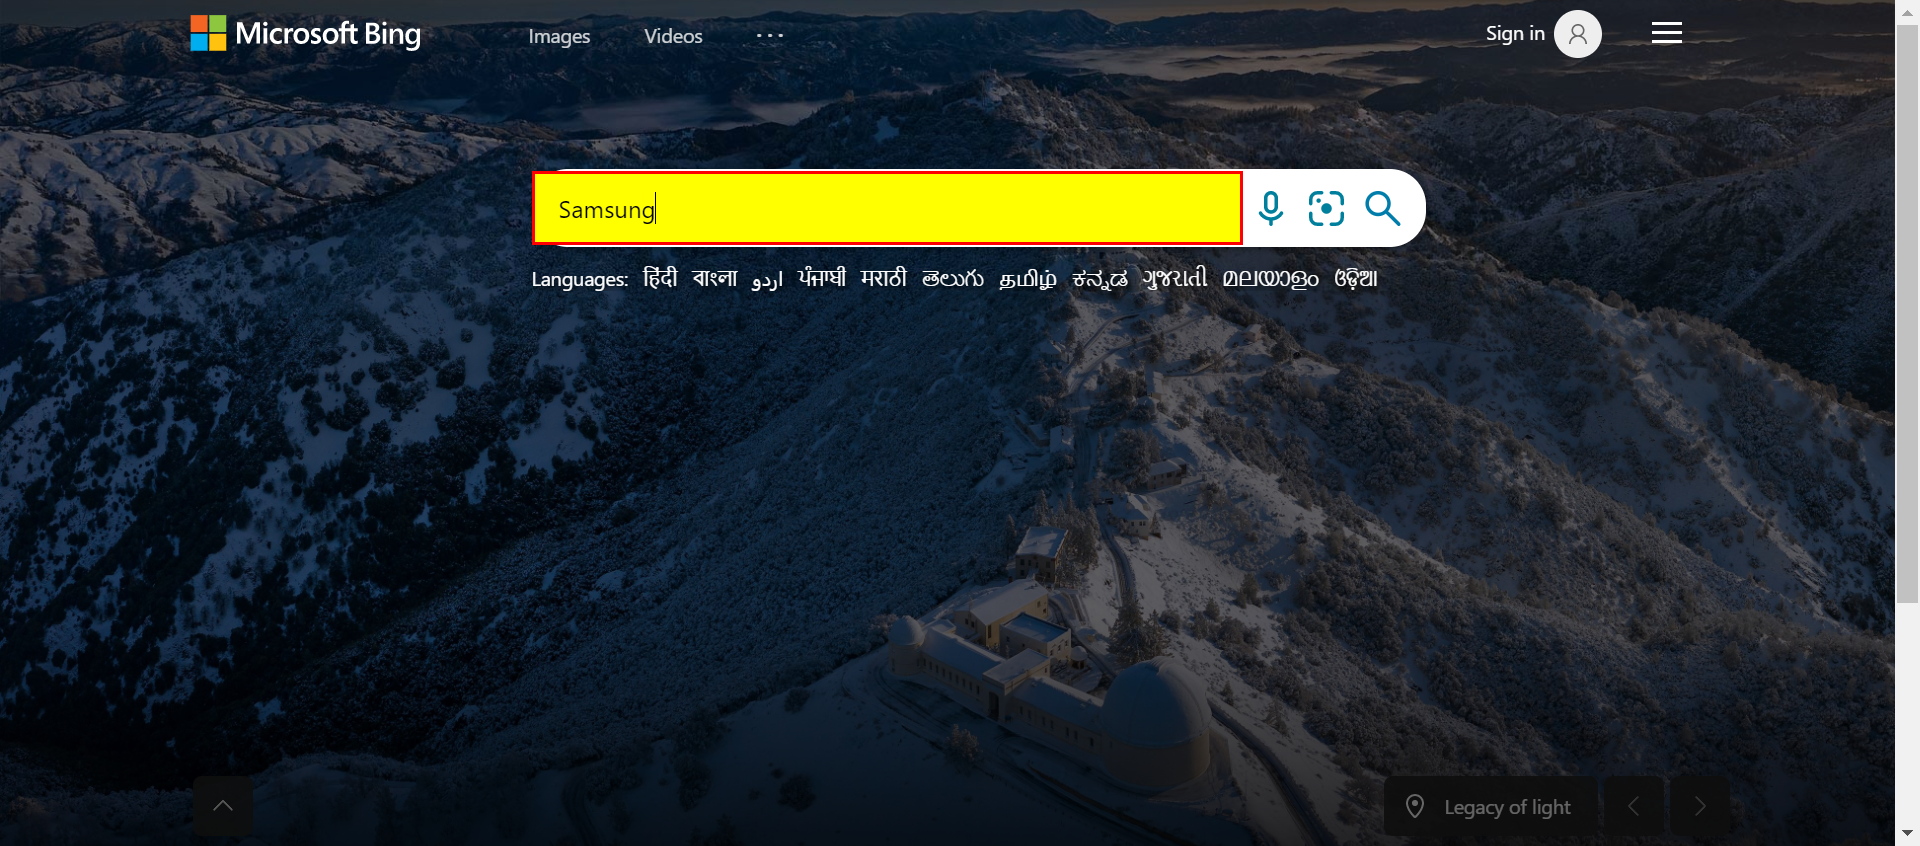 Microsoft Bing Images Videos ... Sign in
Samsung
Languages: हिंदी বাংলা اردو ਪੰਜਾਬੀ मराठी తెలుగు தமிழ் ಕನ್ನಡ ગુજરાતી മലയാളം ଓଡ଼ିଆ
Legacy of light